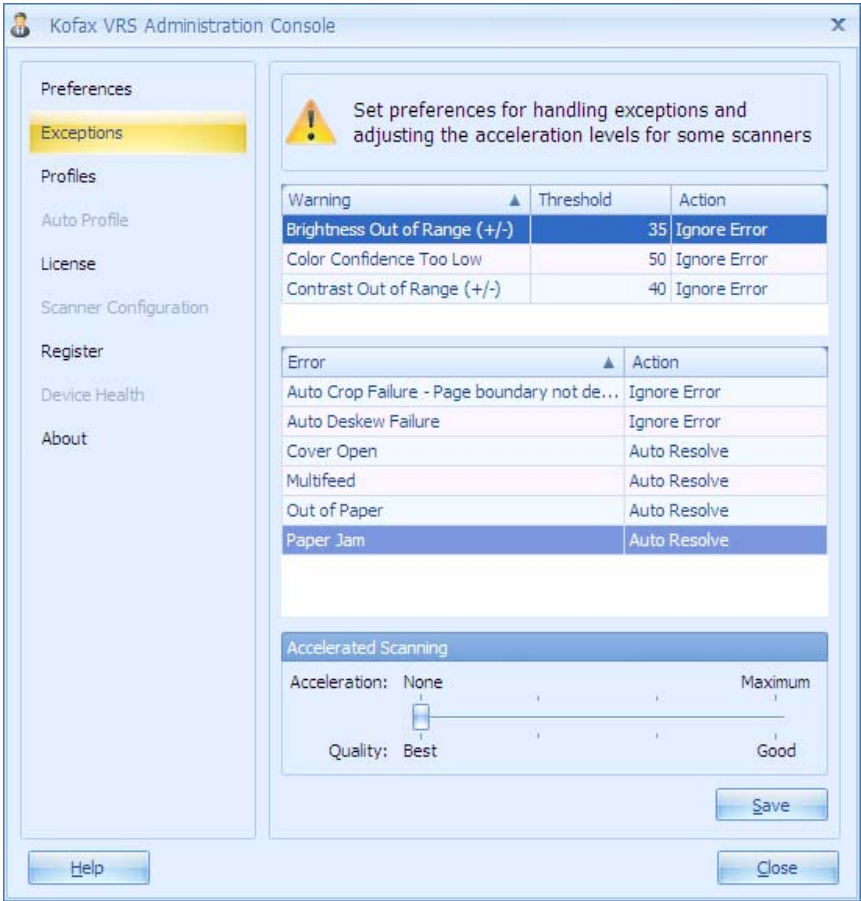 Kofax VRS Administration Console
Preferences
Exceptions
Profiles
Auto Profile
License
Scanner Configuration
Register
Device Health
About
Set preferences for handling exceptions and
adjusting the acceleration levels for some scanners
Warning Threshold Action
Brightness Out of Range (+/-) 35 Ignore Error
Color Confidence Too Low 50 Ignore Error
Contrast Out of Range (+/-) 40 Ignore Error
Error Action
Auto Crop Failure - Page boundary not de... Ignore Error
Auto Deskew Failure Ignore Error
Cover Open Auto Resolve
Multifeed Auto Resolve
Out of Paper Auto Resolve
Paper Jam Auto Resolve
Accelerated Scanning
Acceleration: None Maximum
Quality: Best Good
Save
Help Close